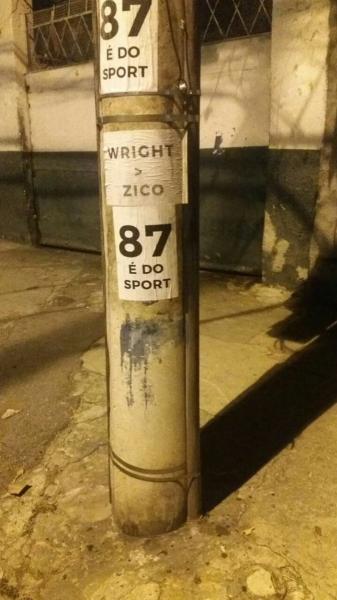 87
É DO
SPORT
WRIGHT
>
ZICO
87
É DO
SPORT